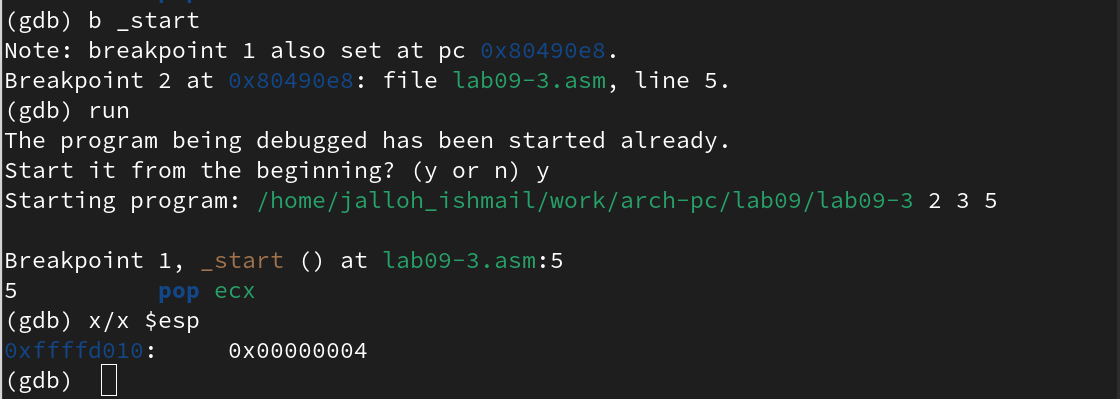 (gdb) b _start
Note: breakpoint 1 also set at pc 0x80490e8.
Breakpoint 2 at 0x80490e8: file lab09-3.asm, line 5.
(gdb) run
The program being debugged has been started already.
Start it from the beginning? (y or n) y
Starting program: /home/jalloh_ishmail/work/arch-pc/lab09/lab09-3 2 3 5
Breakpoint 1, _start () at lab09-3.asm:5
5 pop ecx
(gdb) x/x $esp
0xffffd010: 0x00000004
(gdb)